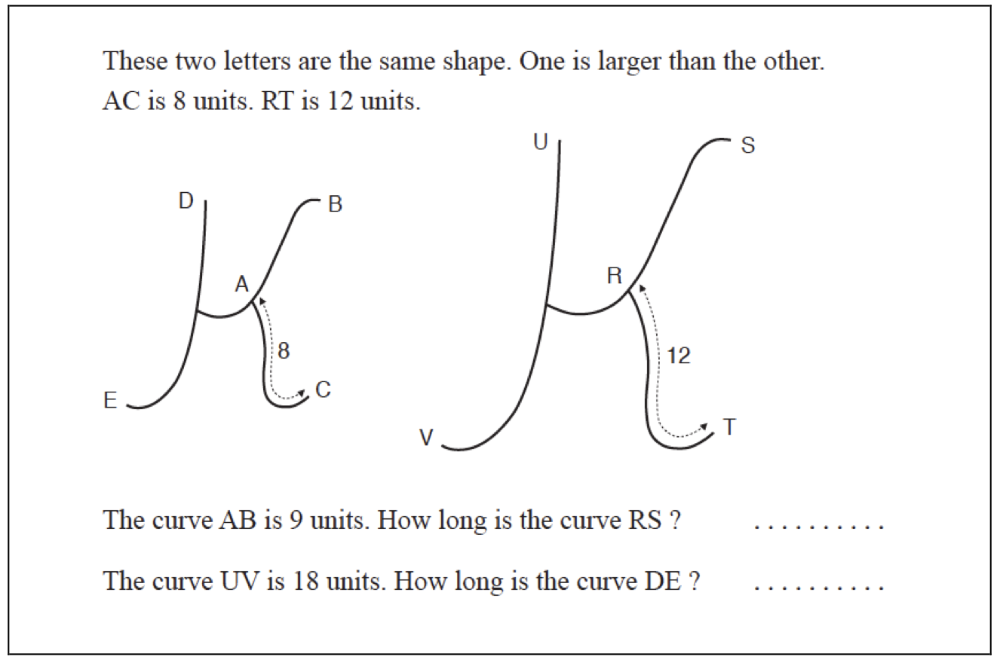 These two letters are the same shape. One is larger than the other.
AC is 8 units. RT is 12 units.
U
S
D
B
A
R
8
12
E
C
V
T
The curve AB is 9 units. How long is the curve RS ? ..........
The curve UV is 18 units. How long is the curve DE ? ..........